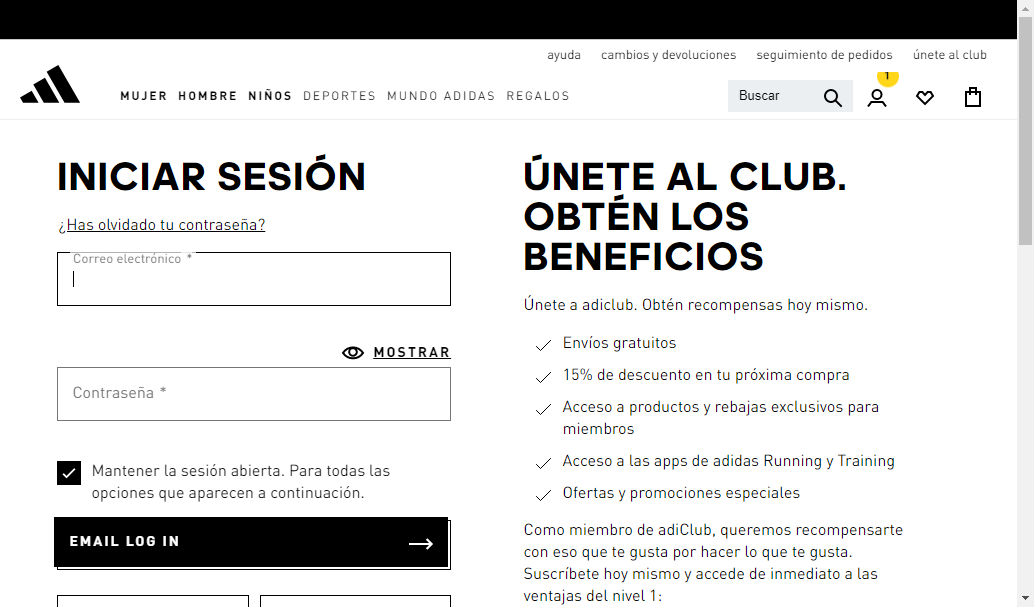 ayuda cambios y devoluciones seguimiento de pedidos únete al club
1
MUJER HOMBRE NIÑOS DEPORTES MUNDO ADIDAS REGALOS
Buscar
INICIAR SESIÓN
¿Has olvidado tu contraseña?
Correo electrónico *
MOSTRAR
Contraseña *
Mantener la sesión abierta. Para todas las
opciones que aparecen a continuación.
EMAIL LOG IN
ÚNETE AL CLUB.
OBTÉN LOS
BENEFICIOS
Únete a adiclub. Obtén recompensas hoy mismo.
Envíos gratuitos
15% de descuento en tu próxima compra
Acceso a productos y rebajas exclusivos para
miembros
Acceso a las apps de adidas Running y Training
Ofertas y promociones especiales
Como miembro de adiClub, queremos recompensarte
con eso que te gusta por hacer lo que te gusta.
Suscríbete hoy mismo y accede de inmediato a las
ventajas del nivel 1: